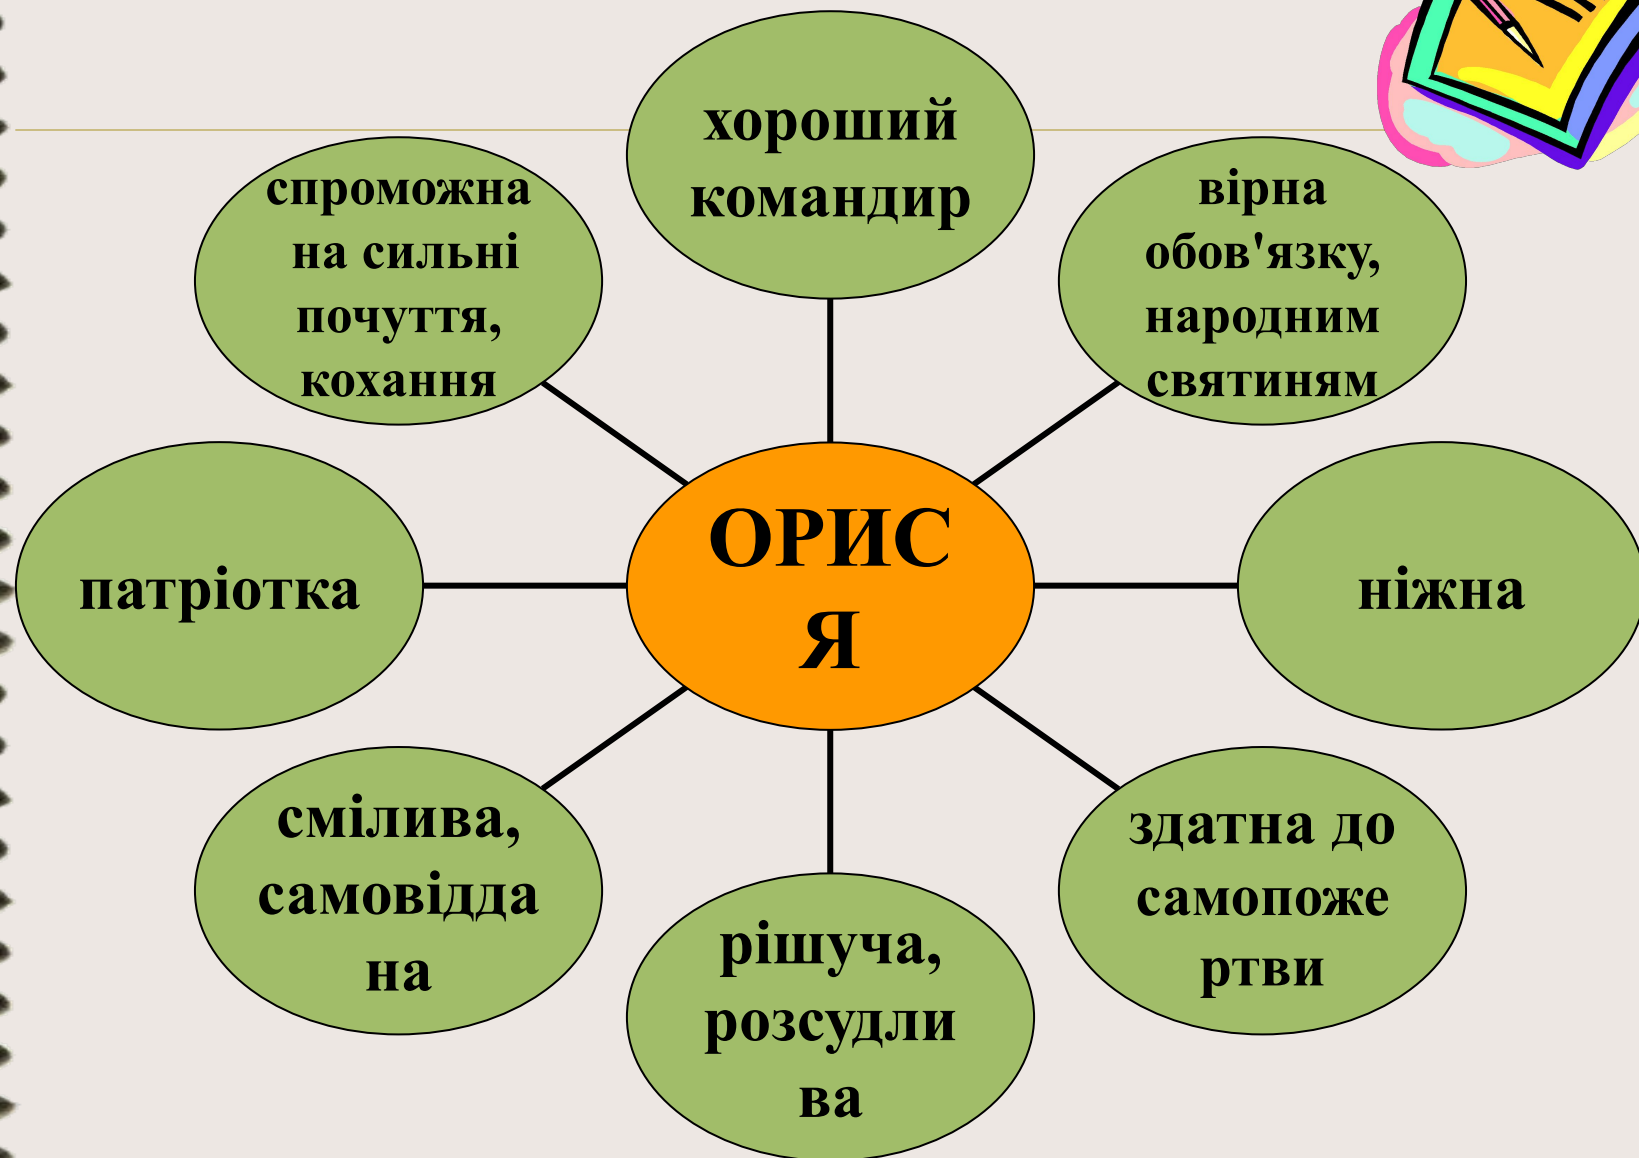 хороший
командир
спроможна
на сильні
почуття,
кохання
вірна
обов'язку,
народним
святиням
патріотка
ОРИС
Я
ніжна
смілива,
самовідда
на
рішуча,
розсудли
ва
здатна до
самопоже
ртви